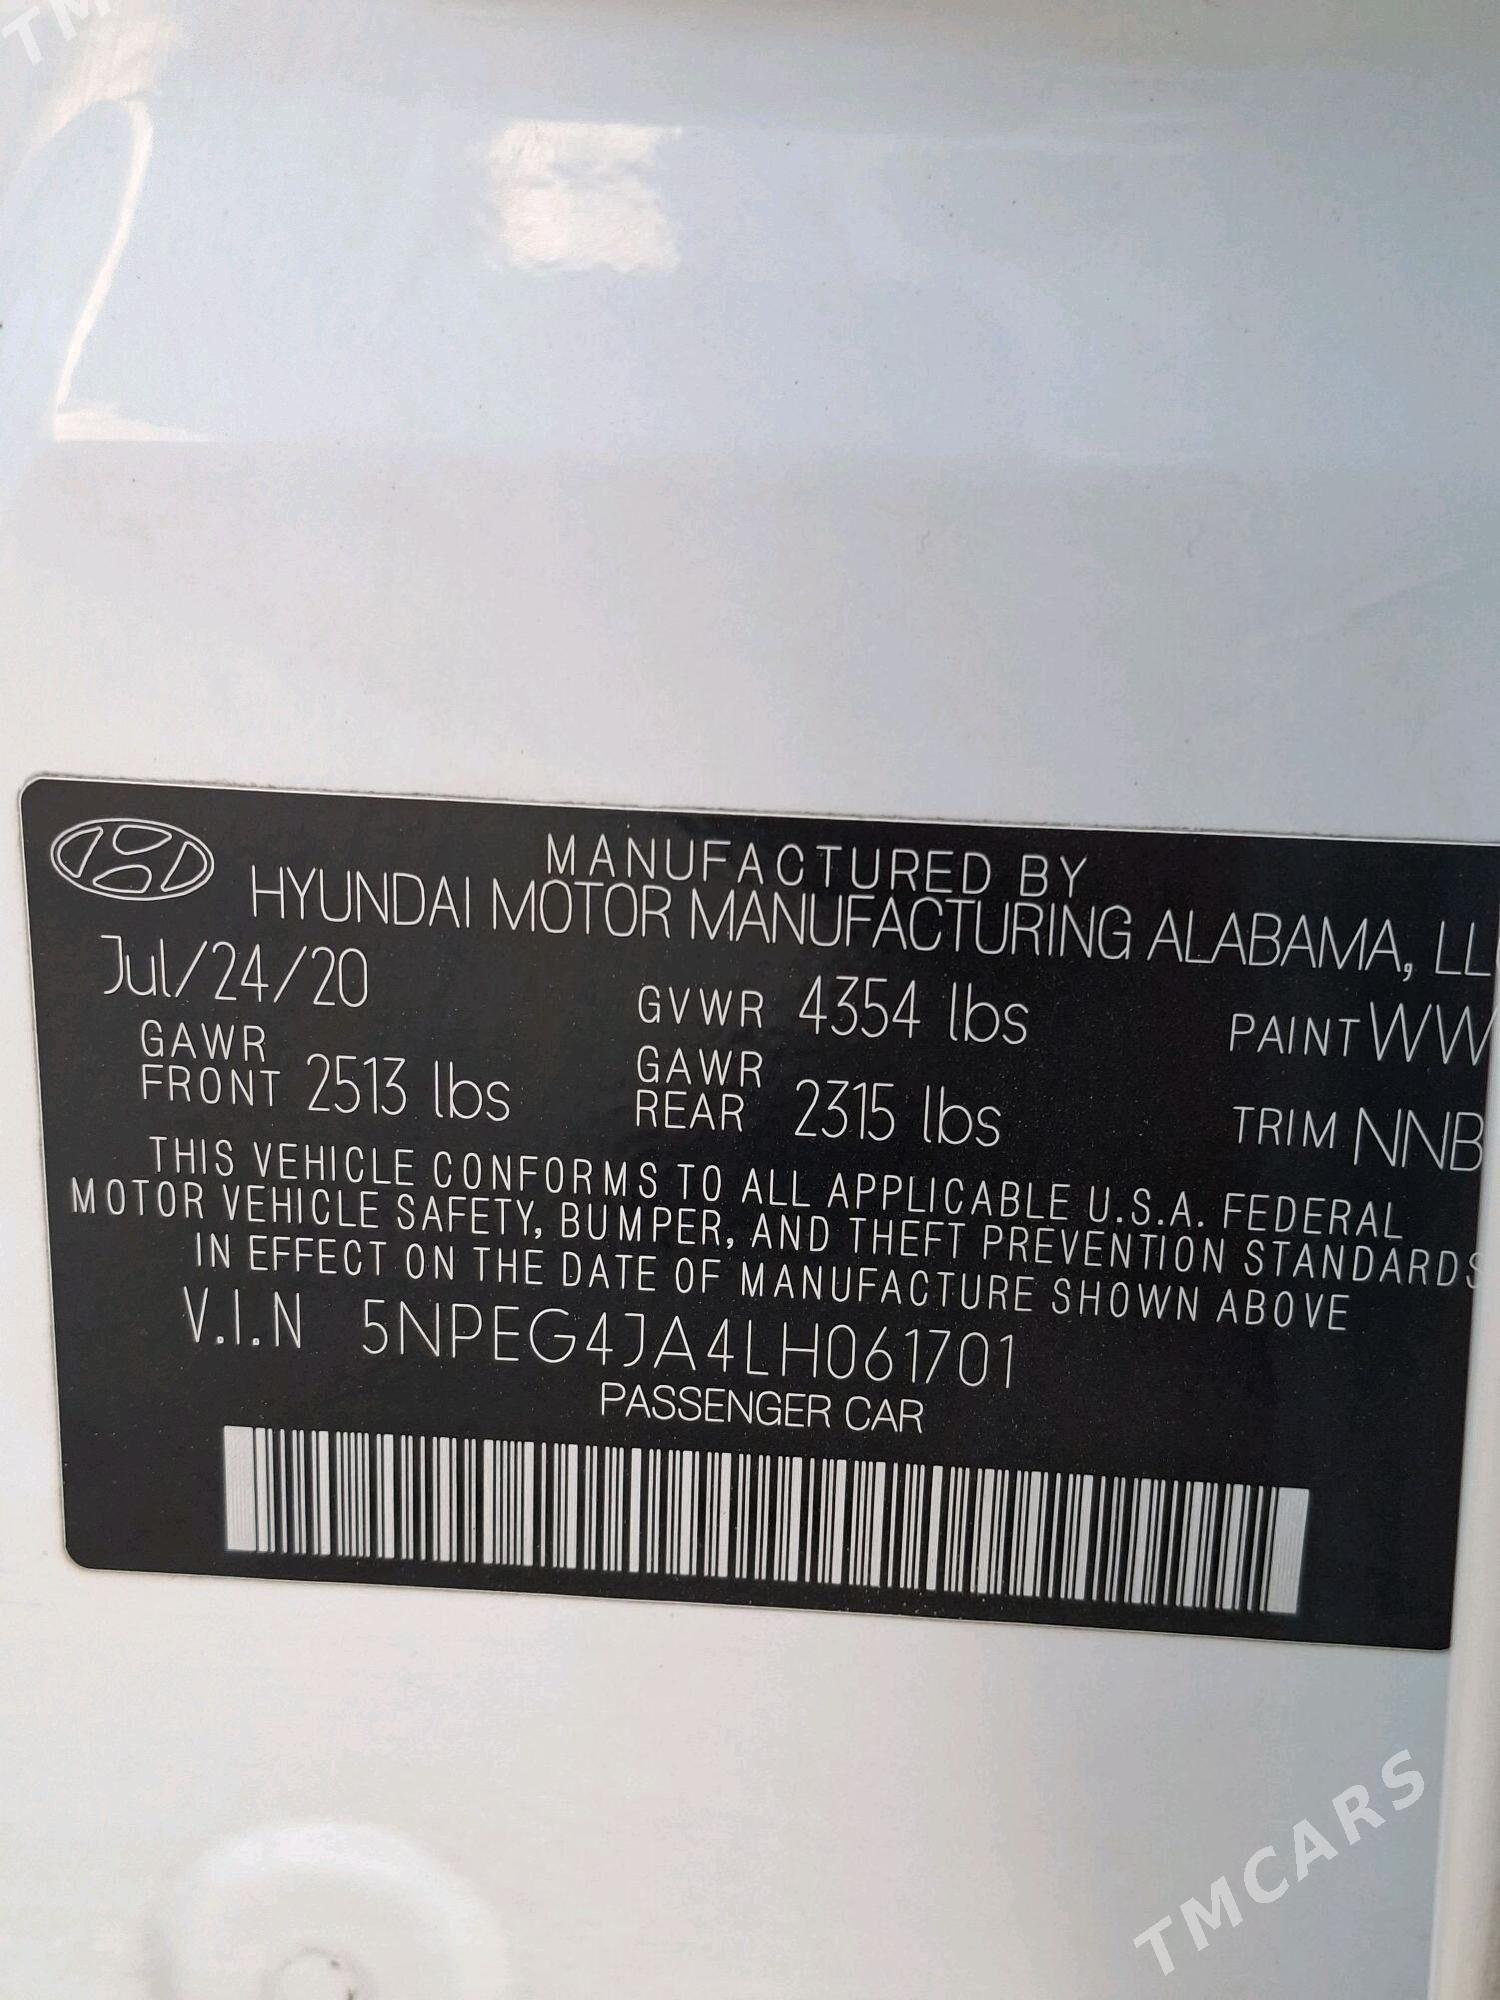 MANUFACTURED BY
HYUNDAI MOTOR MANUFACTURING ALABAMA, LL
Jul/24/20 GVWR 4354 lbs PAINT WW
GAWR FRONT 2513 lbs GAWR REAR 2315 lbs TRIM NNB
THIS VEHICLE CONFORMS TO ALL APPLICABLE U.S.A. FEDERAL
MOTOR VEHICLE SAFETY, BUMPER, AND THEFT PREVENTION STANDARDS
IN EFFECT ON THE DATE OF MANUFACTURE SHOWN ABOVE
V.I.N 5NPEG4JA4LH061701
PASSENGER CAR
TMCARS